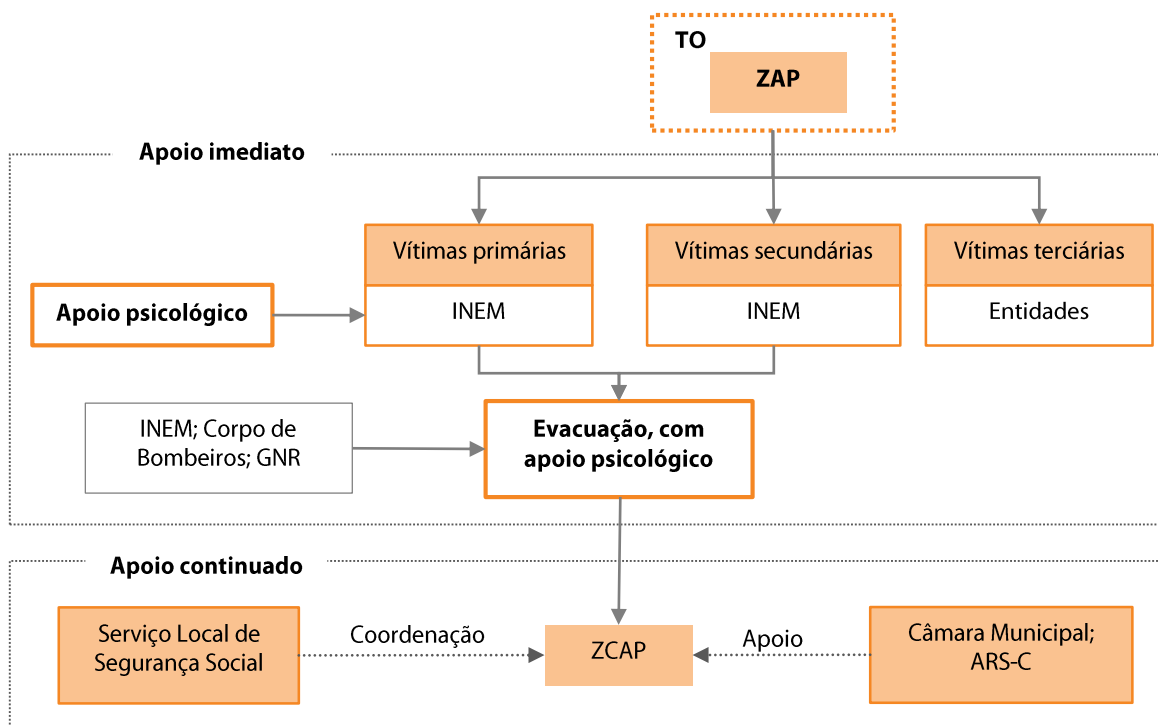 TO
ZAP
Apoio imediato
Vítimas primárias
Vítimas secundárias
Vítimas terciárias
Apoio psicológico
INEM
INEM
Entidades
INEM; Corpo de
Bombeiros; GNR
Evacuação, com
apoio psicológico
Apoio continuado
Serviço Local de
Segurança Social
Coordenação
ZCAP
Apoio
Câmara Municipal;
ARS-C